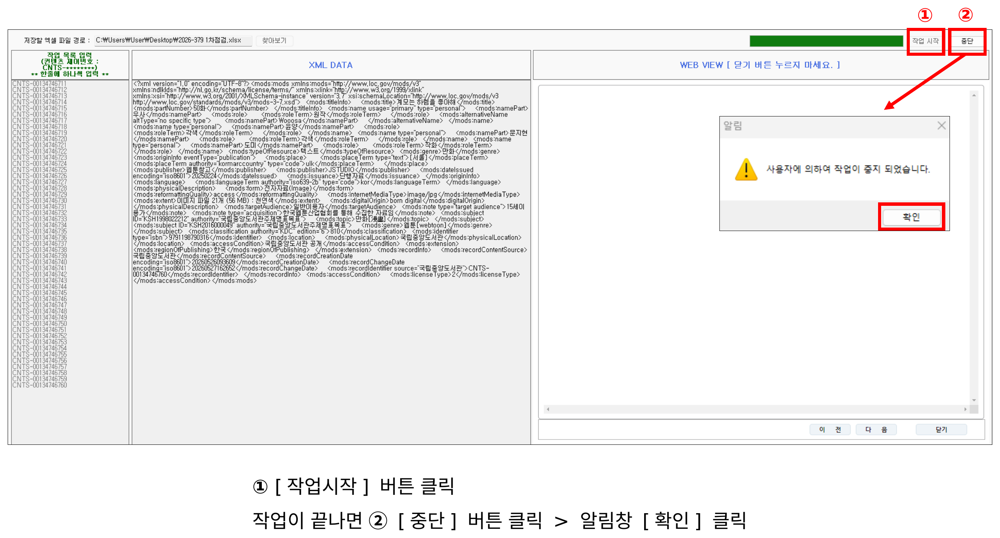 ① ②
저장할 엑셀 파일 경로 : C:₩Users₩User₩Desktop₩2026-379 1차점검.xlsx 찾아보기 작업 시작 중단
작업 목록 입력
(컨텐츠 제어번호 :
CNTS-********)
** 한줄에 하나씩 입력 **
XML DATA
WEB VIEW [ 닫기 버튼 누르지 마세요. ]
CNTS-00134746711
CNTS-00134746712
CNTS-00134746713
CNTS-00134746714
CNTS-00134746715
CNTS-00134746716
CNTS-00134746717
CNTS-00134746718
CNTS-00134746719
CNTS-00134746720
CNTS-00134746721
CNTS-00134746722
CNTS-00134746723
CNTS-00134746724
CNTS-00134746725
CNTS-00134746726
CNTS-00134746727
CNTS-00134746728
CNTS-00134746729
CNTS-00134746730
CNTS-00134746731
CNTS-00134746732
CNTS-00134746733
CNTS-00134746734
CNTS-00134746735
CNTS-00134746736
CNTS-00134746737
CNTS-00134746738
CNTS-00134746739
CNTS-00134746740
CNTS-00134746741
CNTS-00134746742
CNTS-00134746743
CNTS-00134746744
CNTS-00134746745
CNTS-00134746746
CNTS-00134746747
CNTS-00134746748
CNTS-00134746749
CNTS-00134746750
CNTS-00134746751
CNTS-00134746752
CNTS-00134746753
CNTS-00134746754
CNTS-00134746755
CNTS-00134746756
CNTS-00134746757
CNTS-00134746758
CNTS-00134746759
CNTS-00134746760
<?xml version="1.0" encoding="UTF-8"?><mods:mods xmlns:mods="http://www.loc.gov/mods/v3"
xmlns:ndlklds="http://nl.go.kr/schema/license/terms/" xmlns:xlink="http://www.w3.org/1999/xlink"
xmlns:xsi="http://www.w3.org/2001/XMLSchema-instance" version="3.7" xsi:schemaLocation="http://www.loc.gov/mods/v3
http://www.loc.gov/standards/mods/v3/mods-3-7.xsd"> <mods:titleInfo> <mods:title>계모는 하렘을 좋아해</mods:title>
<mods:partNumber>50화</mods:partNumber> </mods:titleInfo> <mods:name usage="primary" type="personal"> <mods:namePart>
우사</mods:namePart> <mods:role> <mods:roleTerm>원작</mods:roleTerm> </mods:role> <mods:alternativeName
altType="no specific type"> <mods:namePart>Wooosa</mods:namePart> </mods:alternativeName> </mods:name>
<mods:name type="personal"> <mods:namePart>윤양</mods:namePart> <mods:role>
<mods:roleTerm>각색</mods:roleTerm> </mods:role> </mods:name> <mods:name type="personal"> <mods:namePart>문지현
</mods:namePart> <mods:role> <mods:roleTerm>각색</mods:roleTerm> </mods:role> </mods:name> <mods:name
type="personal"> <mods:namePart>도미</mods:namePart> <mods:role> <mods:roleTerm>작화</mods:roleTerm>
</mods:role> </mods:name> <mods:typeOfResource>텍스트</mods:typeOfResource> <mods:genre>만화</mods:genre>
<mods:originInfo eventType="publication"> <mods:place> <mods:placeTerm type="text">[서울]</mods:placeTerm>
<mods:placeTerm authority="kormarccountry" type="code">ulk</mods:placeTerm> </mods:place>
<mods:publisher>웹툰창고</mods:publisher> <mods:publisher>JSTUDIO</mods:publisher> <mods:dateIssued
encoding="iso8601">20250224</mods:dateIssued> <mods:issuance>단행자료</mods:issuance> </mods:originInfo>
<mods:language> <mods:languageTerm authority="iso639-2b" type="code">kor</mods:languageTerm> </mods:language>
<mods:physicalDescription> <mods:form>전자자료(Image)</mods:form>
<mods:reformattingQuality>access</mods:reformattingQuality> <mods:internetMediaType>image/jpg</mods:internetMediaType>
<mods:extent>이미지 파일 21개 (56 MB) : 천연색</mods:extent> <mods:digitalOrigin>born digital</mods:digitalOrigin>
</mods:physicalDescription> <mods:targetAudience>일반이용자</mods:targetAudience> <mods:note type="target audience">15세이
용가</mods:note> <mods:note type="acquisition">한국웹툰산업협회를 통해 수집한 자료임</mods:note> <mods:subject
ID="KSH1998022212" authority="국립중앙도서관주제명표목표"> <mods:topic>만화[漫畫]</mods:topic> </mods:subject>
<mods:subject ID="KSH2016000049" authority="국립중앙도서관주제명표목표"> <mods:genre>웹툰[webtoon]</mods:genre>
</mods:subject> <mods:classification authority="KDC" edition="6">810</mods:classification> <mods:identifier
type="isbn">9791198790316</mods:identifier> <mods:location> <mods:physicalLocation>국립중앙도서관</mods:physicalLocation>
</mods:location> <mods:accessCondition>국립중앙도서관 공개</mods:accessCondition> <mods:extension>
<mods:regionOfPublishing>한국</mods:regionOfPublishing> </mods:extension> <mods:recordInfo> <mods:recordContentSource>
국립중앙도서관</mods:recordContentSource> <mods:recordCreationDate
encoding="iso8601">20260526093609</mods:recordCreationDate> <mods:recordChangeDate
encoding="iso8601">20260527162652</mods:recordChangeDate> <mods:recordIdentifier source="국립중앙도서관">CNTS-
00134746760</mods:recordIdentifier> </mods:recordInfo> <mods:accessCondition> <mods:licenseType>2</mods:licenseType>
</mods:accessCondition></mods:mods>
알림
사용자에 의하여 작업이 중지 되었습니다.
확인
이 전 다 음 닫기
① [ 작업시작 ] 버튼 클릭
작업이 끝나면 ② [ 중단 ] 버튼 클릭 > 알림창 [ 확인 ] 클릭